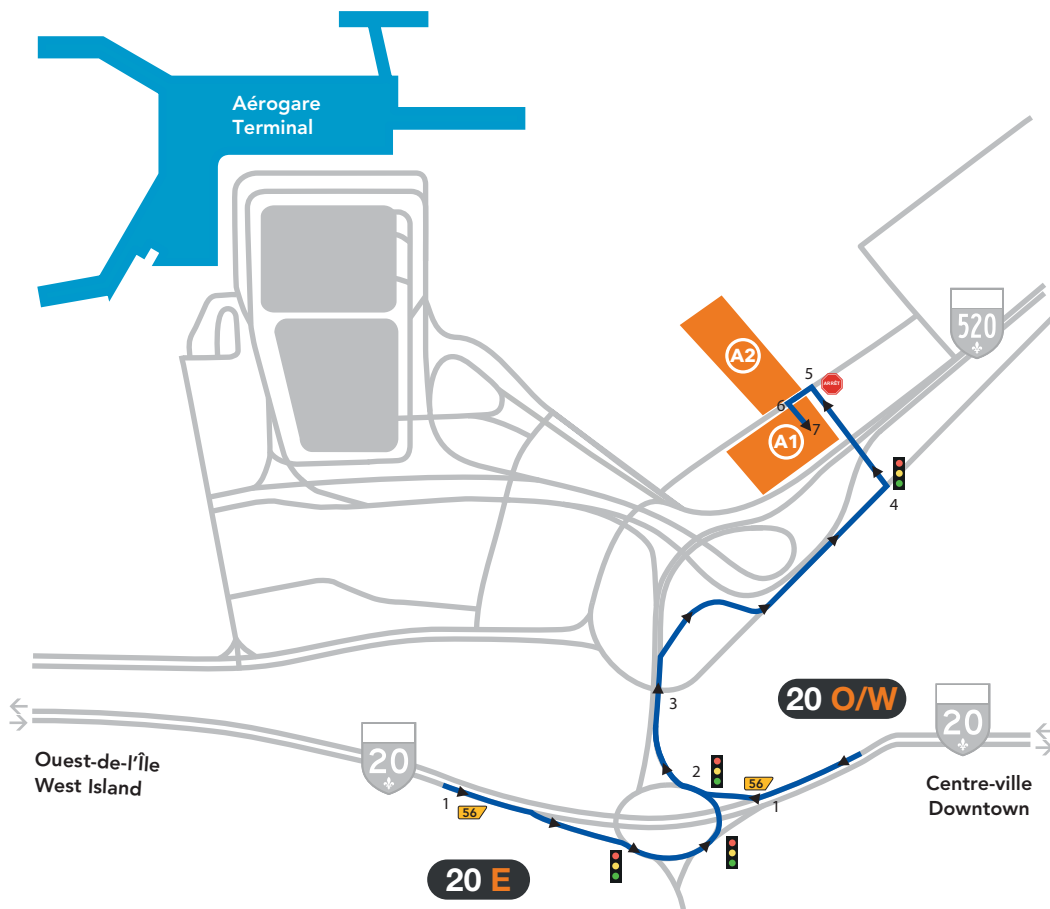 Aérogare
Terminal
520
A2
5
ARRÊT
6
7
A1
4
3
20 O/W
20
20
Ouest-de-l’Île
West Island
2
56
1
1
56
Centre-ville
Downtown
20 E